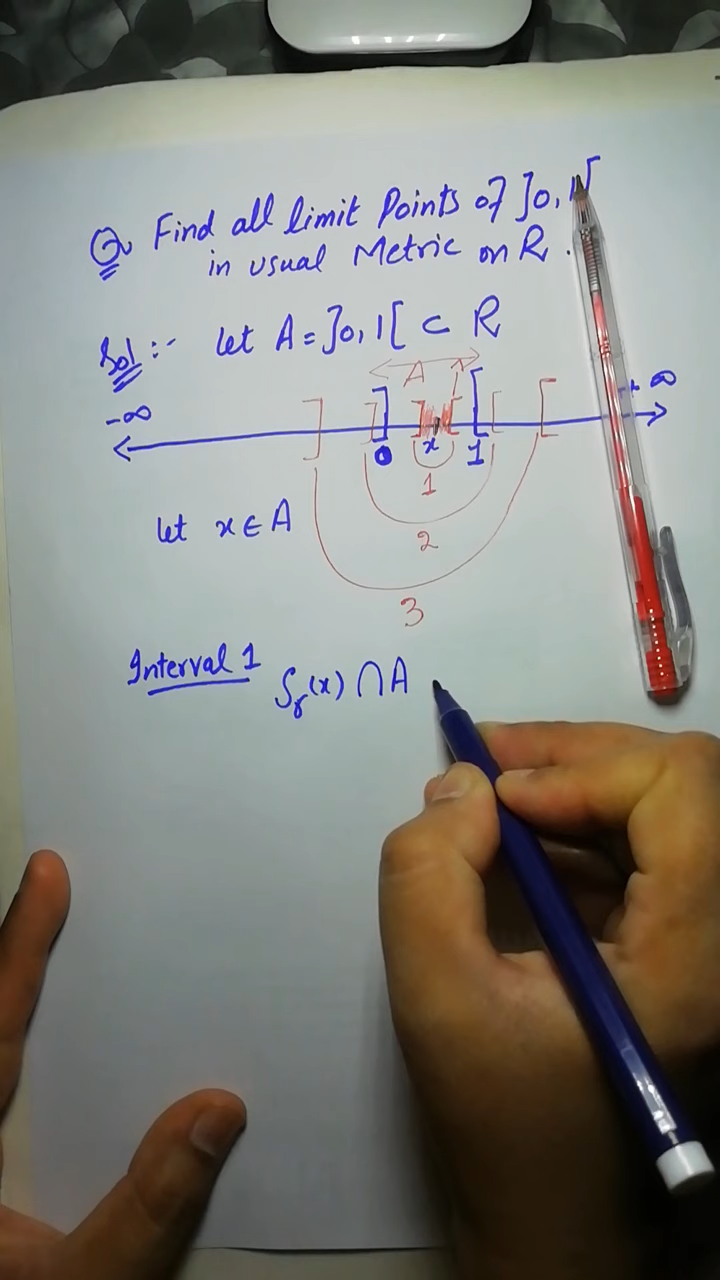 Q Find all limit Points of ]0,1[
in usual Metric on R.
Sol :- let A = ]0,1[ ⊂ R
A
-∞ +∞
0 x 1
1
let x ∈ A
2
3
Interval 1 Sᵣ(x) ∩ A